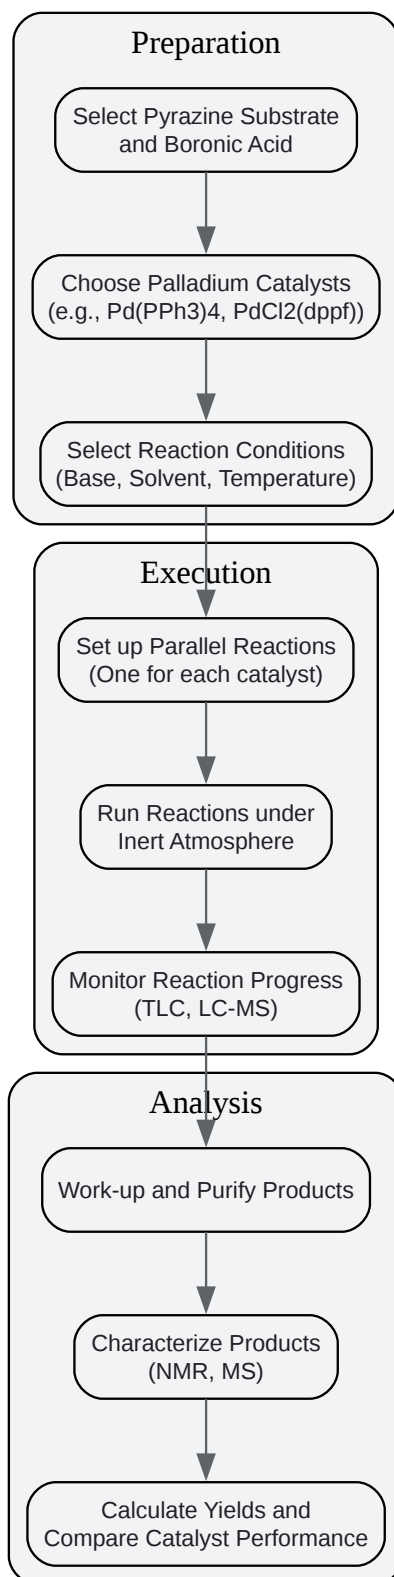 Preparation
Select Pyrazine Substrate
and Boronic Acid
Choose Palladium Catalysts
(e.g., Pd(PPh3)4, PdCl2(dppf))
Select Reaction Conditions
(Base, Solvent, Temperature)
Execution
Set up Parallel Reactions
(One for each catalyst)
Run Reactions under
Inert Atmosphere
Monitor Reaction Progress
(TLC, LC-MS)
Analysis
Work-up and Purify Products
Characterize Products
(NMR, MS)
Calculate Yields and
Compare Catalyst Performance